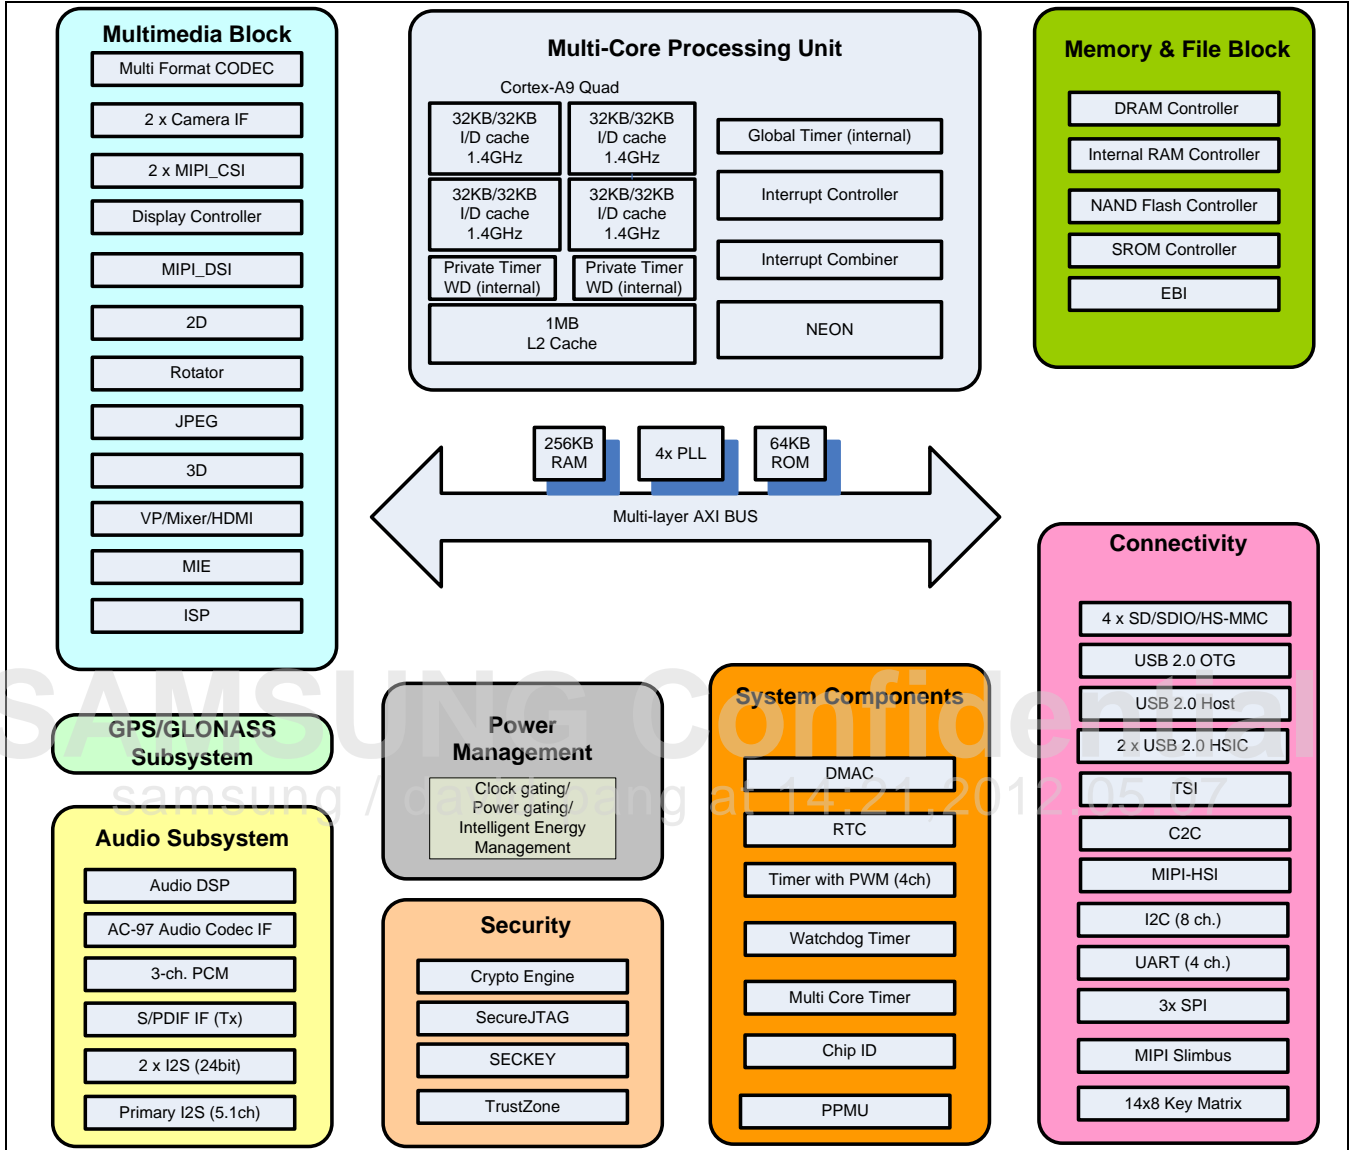 Multimedia Block
Multi Format CODEC
2 x Camera IF
2 x MIPI_CSI
Display Controller
MIPI_DSI
2D
Rotator
JPEG
3D
VP/Mixer/HDMI
MIE
ISP
Multi-Core Processing Unit
Cortex-A9 Quad
32KB/32KB
I/D cache
1.4GHz
32KB/32KB
I/D cache
1.4GHz
32KB/32KB
I/D cache
1.4GHz
32KB/32KB
I/D cache
1.4GHz
Private Timer
WD (internal)
Private Timer
WD (internal)
1MB
L2 Cache
Global Timer (internal)
Interrupt Controller
Interrupt Combiner
NEON
Memory & File Block
DRAM Controller
Internal RAM Controller
NAND Flash Controller
SROM Controller
EBI
256KB
RAM
4x PLL
64KB
ROM
Multi-layer AXI BUS
Connectivity
4 x SD/SDIO/HS-MMC
USB 2.0 OTG
USB 2.0 Host
2 x USB 2.0 HSIC
TSI
C2C
MIPI-HSI
I2C (8 ch.)
UART (4 ch.)
3x SPI
MIPI Slimbus
14x8 Key Matrix
SAMSUNG Confidential
samsung / at 14:21,2012.05.07
GPS/GLONASS
Subsystem
Audio Subsystem
Audio DSP
AC-97 Audio Codec IF
3-ch. PCM
S/PDIF IF (Tx)
2 x I2S (24bit)
Primary I2S (5.1ch)
Power
Management
Clock gating/
Power gating/
Intelligent Energy
Management
Security
Crypto Engine
SecureJTAG
SECKEY
TrustZone
System Components
DMAC
RTC
Timer with PWM (4ch)
Watchdog Timer
Multi Core Timer
Chip ID
PPMU